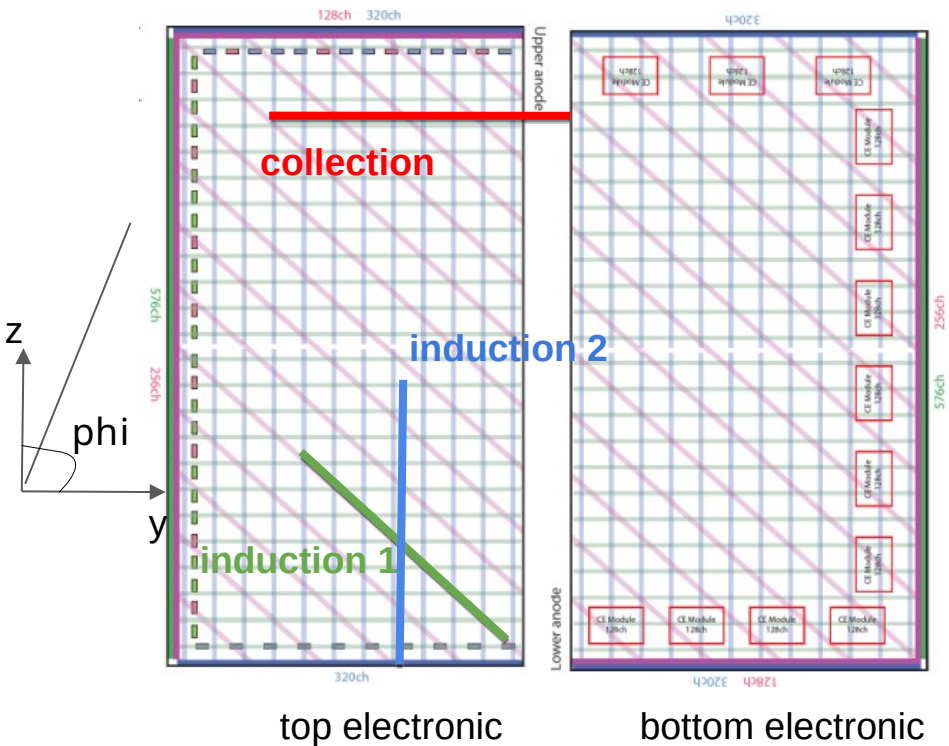 128ch 320ch
320ch
Upper anode
CE Module
128ch
CE Module
128ch
CE Module
128ch
collection
CE Module
128ch
CE Module
128ch
576ch
256ch
CE Module
128ch
z
induction 2
256ch
576ch
CE Module
128ch
phi
CE Module
128ch
y
induction 1
CE Module
128ch
Lower anode
CE Module
128ch
CE Module
128ch
CE Module
128ch
CE Module
128ch
320ch
320ch 128ch
top electronic
bottom electronic